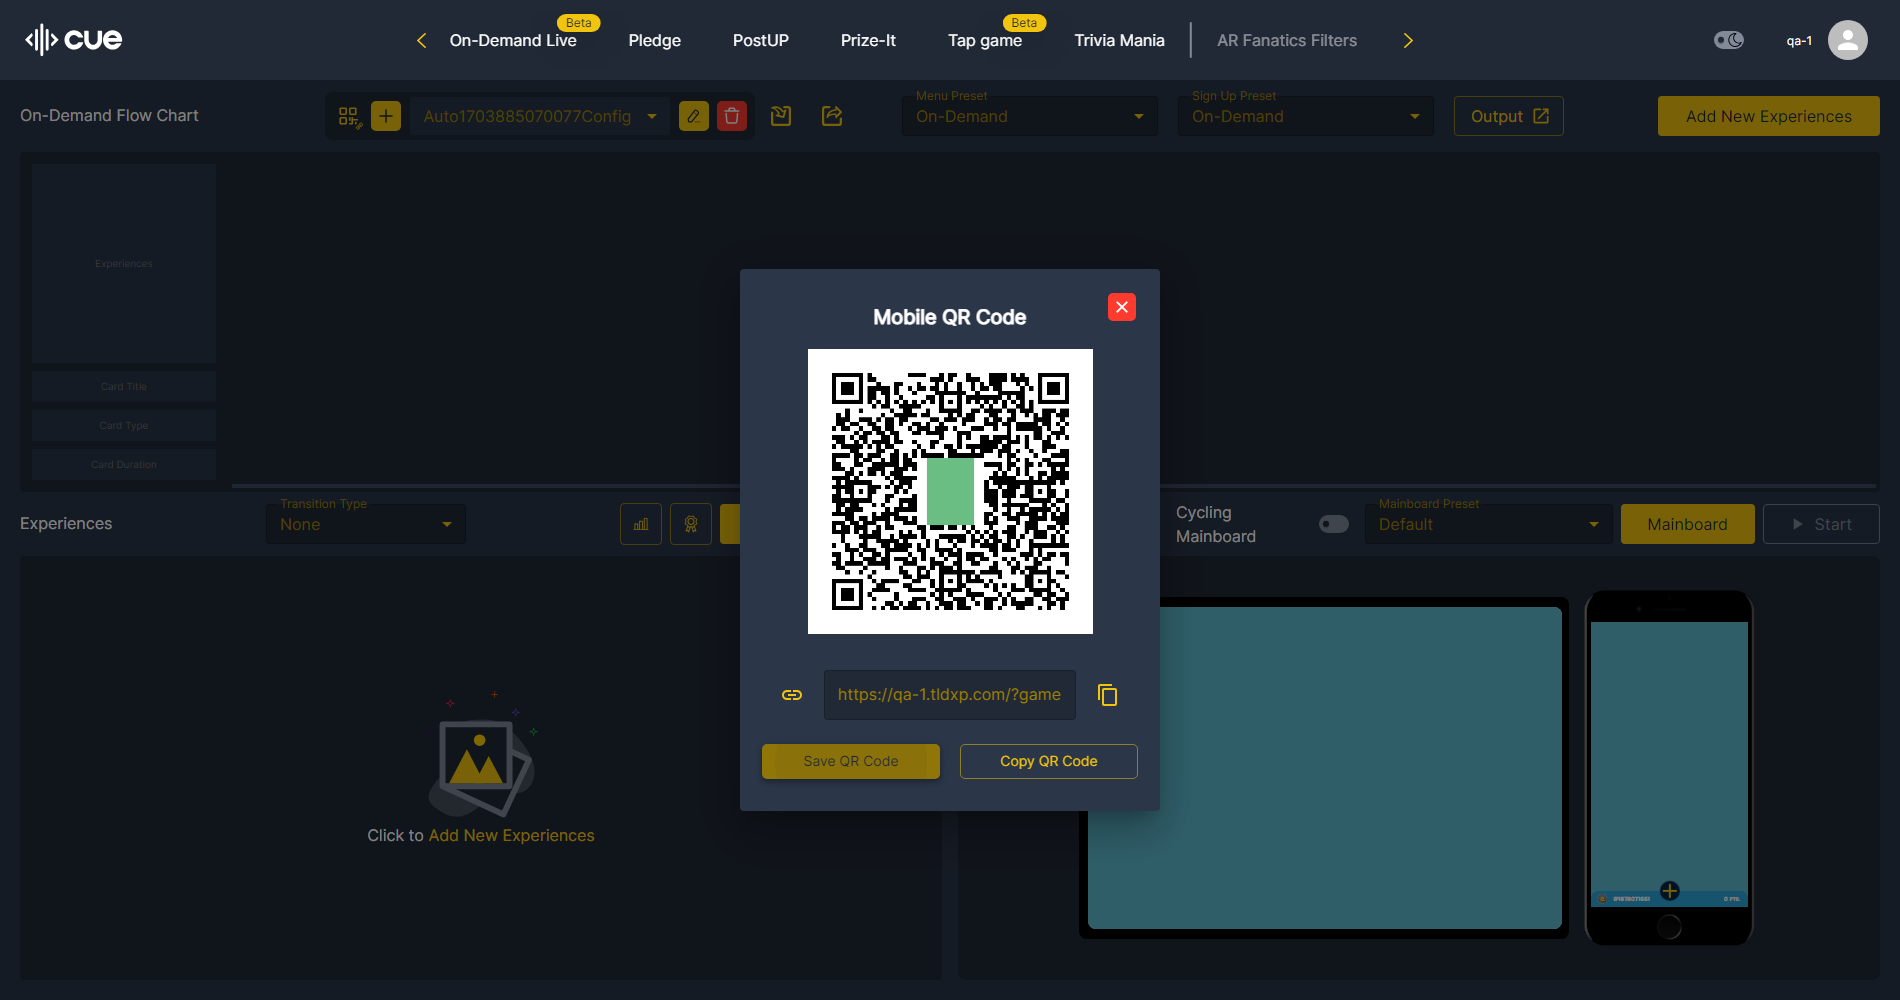 cue
On-Demand Live
Beta
Pledge
PostUP
Prize-It
Tap game
Beta
Trivia Mania
AR Fanatics Filters
qa-1
On-Demand Flow Chart
Auto1703885070077Config
Menu Preset
On-Demand
Sign Up Preset
On-Demand
Output
Add New Experiences
Experiences
Card Title
Card Type
Card Duration
Mobile QR Code
https://qa-1.tldxp.com/?game
Save QR Code
Copy QR Code
Experiences
Transition Type
None
Cycling
Mainboard
Mainboard Preset
Default
Mainboard
Start
Click to Add New Experiences
0 PTS.